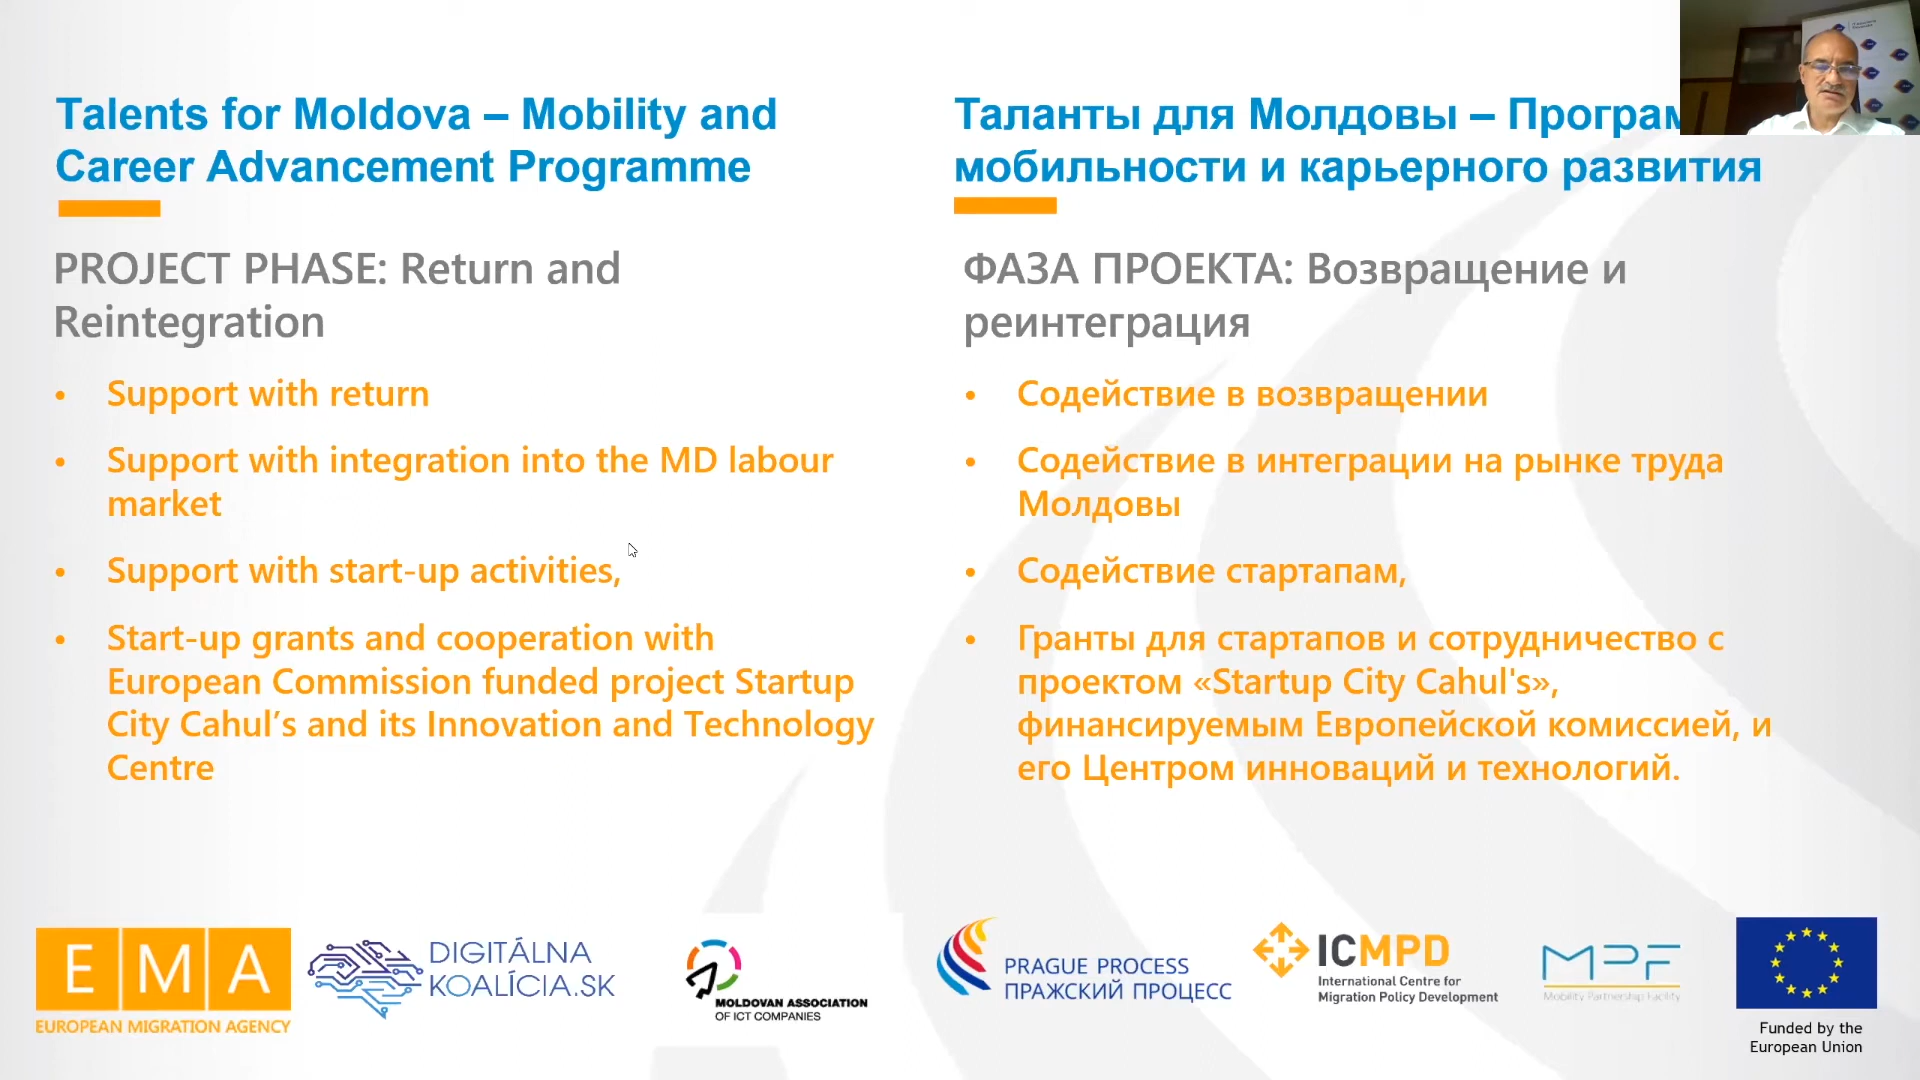 Talents for Moldova – Mobility and
Career Advancement Programme
PROJECT PHASE: Return and
Reintegration
• Support with return
• Support with integration into the MD labour
market
• Support with start-up activities,
• Start-up grants and cooperation with
European Commission funded project Startup
City Cahul’s and its Innovation and Technology
Centre
Таланты для Молдовы –
мобильности и карьерного развития
ФАЗА ПРОЕКТА: Возвращение и
реинтеграция
• Содействие в возвращении
• Содействие в интеграции на рынке труда
Молдовы
• Содействие стартапам,
• Гранты для стартапов и сотрудничество с
проектом «Startup City Cahul's»,
финансируемым Европейской комиссией, и
его Центром инноваций и технологий.
EMA
EUROPEAN MIGRATION AGENCY
DIGITÁLNA
KOALÍCIA.SK
MOLDOVAN ASSOCIATION
OF ICT COMPANIES
PRAGUE PROCESS
ПРАЖСКИЙ ПРОЦЕСС
ICMPD
International Centre for
Migration Policy Development
MPF
Mobility Partnership Facility
Funded by the
European Union